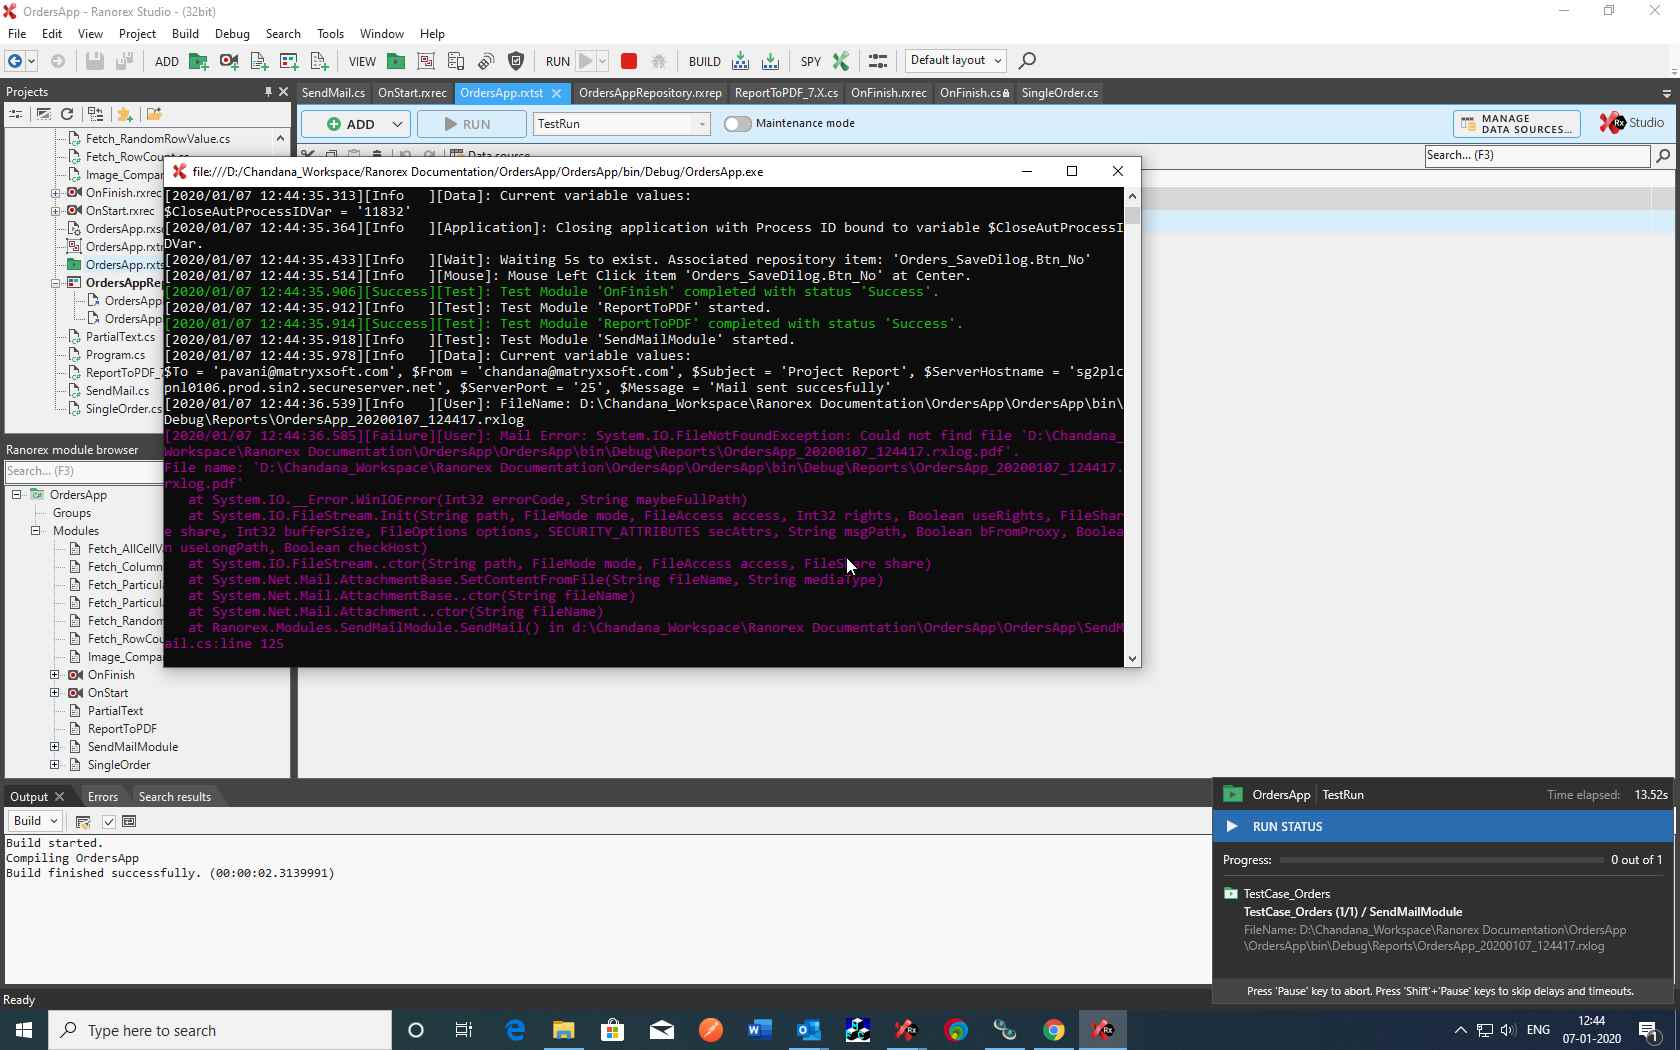 OrdersApp - Ranorex Studio - (32bit)
File Edit View Project Build Debug Search Tools Window Help
ADD VIEW RUN BUILD SPY Default layout
Projects
SendMail.cs OnStart.rxrec OrdersApp.rxtst OrdersAppRepository.rxrep ReportToPDF_7.X.cs OnFinish.rxrec OnFinish.cs SingleOrder.cs
ADD RUN TestRun Maintenance mode MANAGE DATA SOURCES... Rx Studio
Data source
Search... (F3)
Fetch_RandomRowValue.cs
Fetch_RowCount.cs
Image_Compa
OnFinish.rxrec
OnStart.rxrec
OrdersApp.rxs
OrdersApp.rxtr
OrdersApp.rxts
OrdersAppRep
OrdersApp
OrdersApp
PartialText.cs
Program.cs
ReportToPDF_7
SendMail.cs
SingleOrder.cs
file:///D:/Chandana_Workspace/Ranorex Documentation/OrdersApp/OrdersApp/bin/Debug/OrdersApp.exe
[2020/01/07 12:44:35.313][Info   ][Data]: Current variable values:
$CloseAutProcessIDVar = '11832'
[2020/01/07 12:44:35.364][Info   ][Application]: Closing application with Process ID bound to variable $CloseAutProcessI
DVar.
[2020/01/07 12:44:35.433][Info   ][Wait]: Waiting 5s to exist. Associated repository item: 'Orders_SaveDilog.Btn_No'
[2020/01/07 12:44:35.514][Info   ][Mouse]: Mouse Left Click item 'Orders_SaveDilog.Btn_No' at Center.
[2020/01/07 12:44:35.906][Success][Test]: Test Module 'OnFinish' completed with status 'Success'.
[2020/01/07 12:44:35.912][Info   ][Test]: Test Module 'ReportToPDF' started.
[2020/01/07 12:44:35.914][Success][Test]: Test Module 'ReportToPDF' completed with status 'Success'.
[2020/01/07 12:44:35.918][Info   ][Test]: Test Module 'SendMailModule' started.
[2020/01/07 12:44:35.978][Info   ][Data]: Current variable values:
$To = 'pavani@matryxsoft.com', $From = 'chandana@matryxsoft.com', $Subject = 'Project Report', $ServerHostname = 'sg2plc
pnl0106.prod.sin2.secureserver.net', $ServerPort = '25', $Message = 'Mail sent succesfully'
[2020/01/07 12:44:36.539][Info   ][User]: FileName: D:\Chandana_Workspace\Ranorex Documentation\OrdersApp\OrdersApp\bin\
Debug\Reports\OrdersApp_20200107_124417.rxlog
[2020/01/07 12:44:36.585][Failure][User]: Mail Error: System.IO.FileNotFoundException: Could not find file 'D:\Chandana_
Workspace\Ranorex Documentation\OrdersApp\OrdersApp\bin\Debug\Reports\OrdersApp_20200107_124417.rxlog.pdf'.
File name: 'D:\Chandana_Workspace\Ranorex Documentation\OrdersApp\OrdersApp\bin\Debug\Reports\OrdersApp_20200107_124417.
rxlog.pdf'
at System.IO.__Error.WinIOError(Int32 errorCode, String maybeFullPath)
at System.IO.FileStream.Init(String path, FileMode mode, FileAccess access, Int32 rights, Boolean useRights, FileShar
e share, Int32 bufferSize, FileOptions options, SECURITY_ATTRIBUTES secAttrs, String msgPath, Boolean bFromProxy, Boolea
n useLongPath, Boolean checkHost)
at System.IO.FileStream..ctor(String path, FileMode mode, FileAccess access, FileShare share)
at System.Net.Mail.AttachmentBase.SetContentFromFile(String fileName, String mediaType)
at System.Net.Mail.AttachmentBase..ctor(String fileName)
at System.Net.Mail.Attachment..ctor(String fileName)
at Ranorex.Modules.SendMailModule.SendMail() in d:\Chandana_Workspace\Ranorex Documentation\OrdersApp\OrdersApp\SendM
ail.cs:line 125
Ranorex module browser
Search... (F3)
OrdersApp
Groups
Modules
Fetch_AllCellV
Fetch_Column
Fetch_Particul
Fetch_Particul
Fetch_Random
Fetch_RowCou
Image_Compa
OnFinish
OnStart
PartialText
ReportToPDF
SendMailModule
SingleOrder
Output Errors Search results
Build
Build started.
Compiling OrdersApp
Build finished successfully. (00:00:02.3139991)
OrdersApp TestRun Time elapsed: 13.52s
RUN STATUS
Progress: 0 out of 1
TestCase_Orders
TestCase_Orders (1/1) / SendMailModule
FileName: D:\Chandana_Workspace\Ranorex Documentation\OrdersApp
\OrdersApp\bin\Debug\Reports\OrdersApp_20200107_124417.rxlog
Press 'Pause' key to abort. Press 'Shift'+'Pause' keys to skip delays and timeouts.
Ready
Type here to search
ENG
12:44
07-01-2020
1